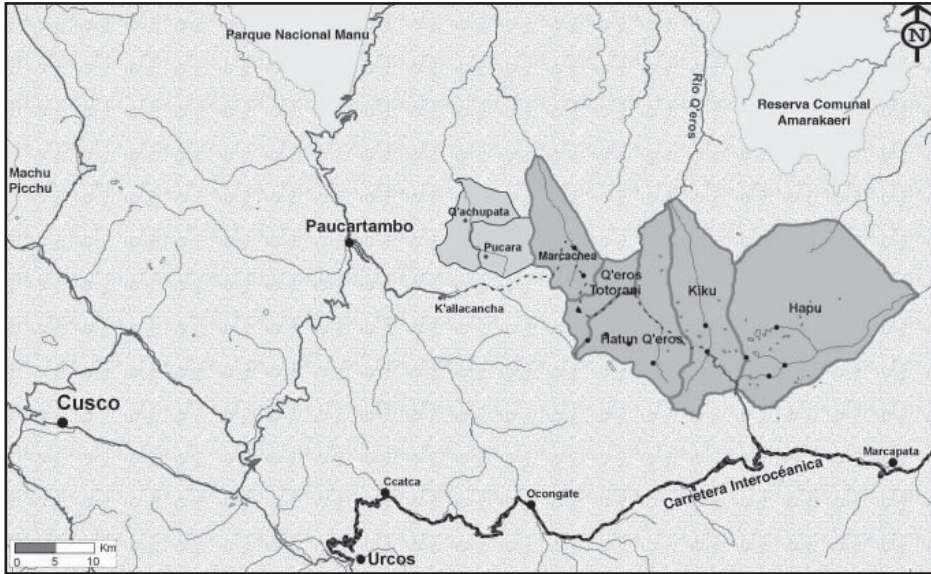 Parque Nacional Manu
N
Río Q'eros
Reserva Comunal
Amarakaeri
Machu
Picchu
Q'achupata
Paucartambo
Pucara
Marcachea
Q'eros
Totorani
Kiku
Hapu
K'allacancha
Hatun Q'eros
Cusco
Marcapata
Carretera Interocéanica
Ccatca
Ocongate
Km
0 5 10
Urcos